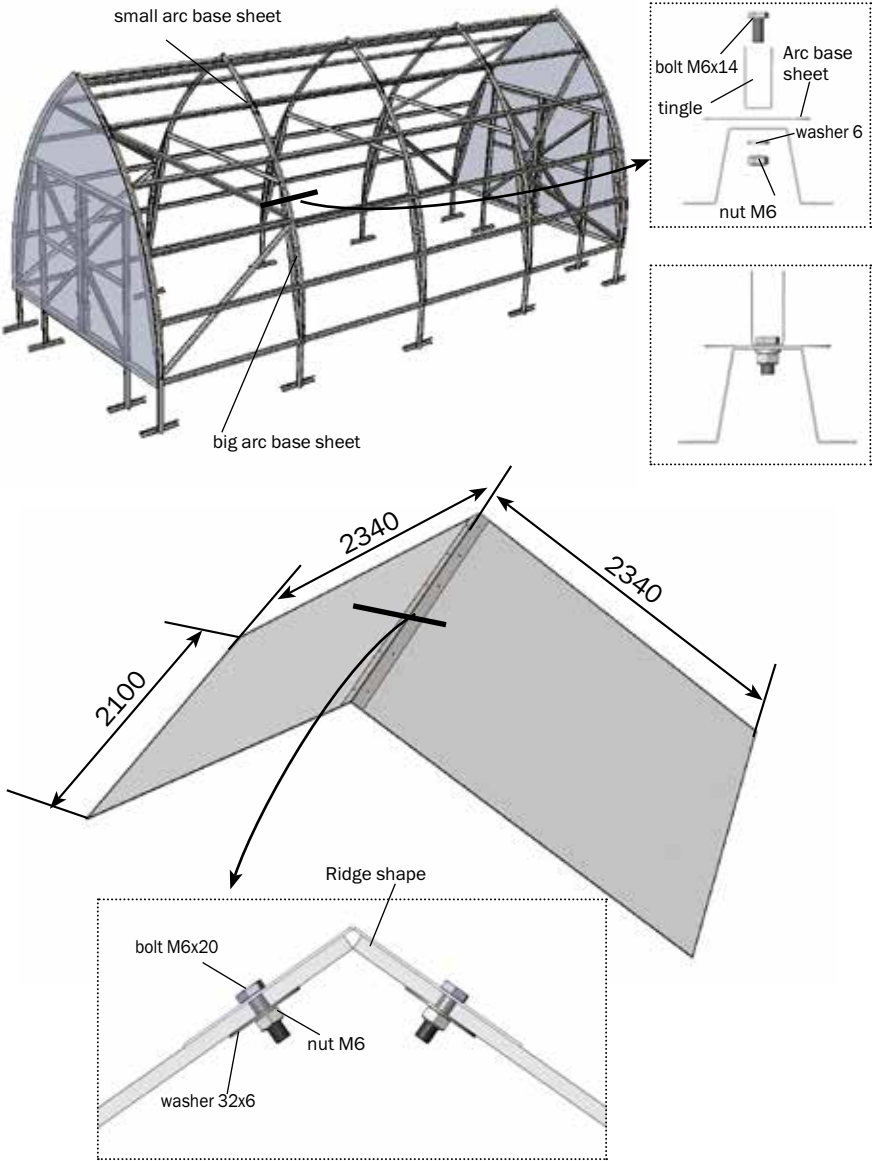 small arc base sheet
bolt M6x14
Arc base
sheet
tingle
washer 6
nut M6
big arc base sheet
2340
2340
2100
Ridge shape
bolt M6x20
nut M6
washer 32x6